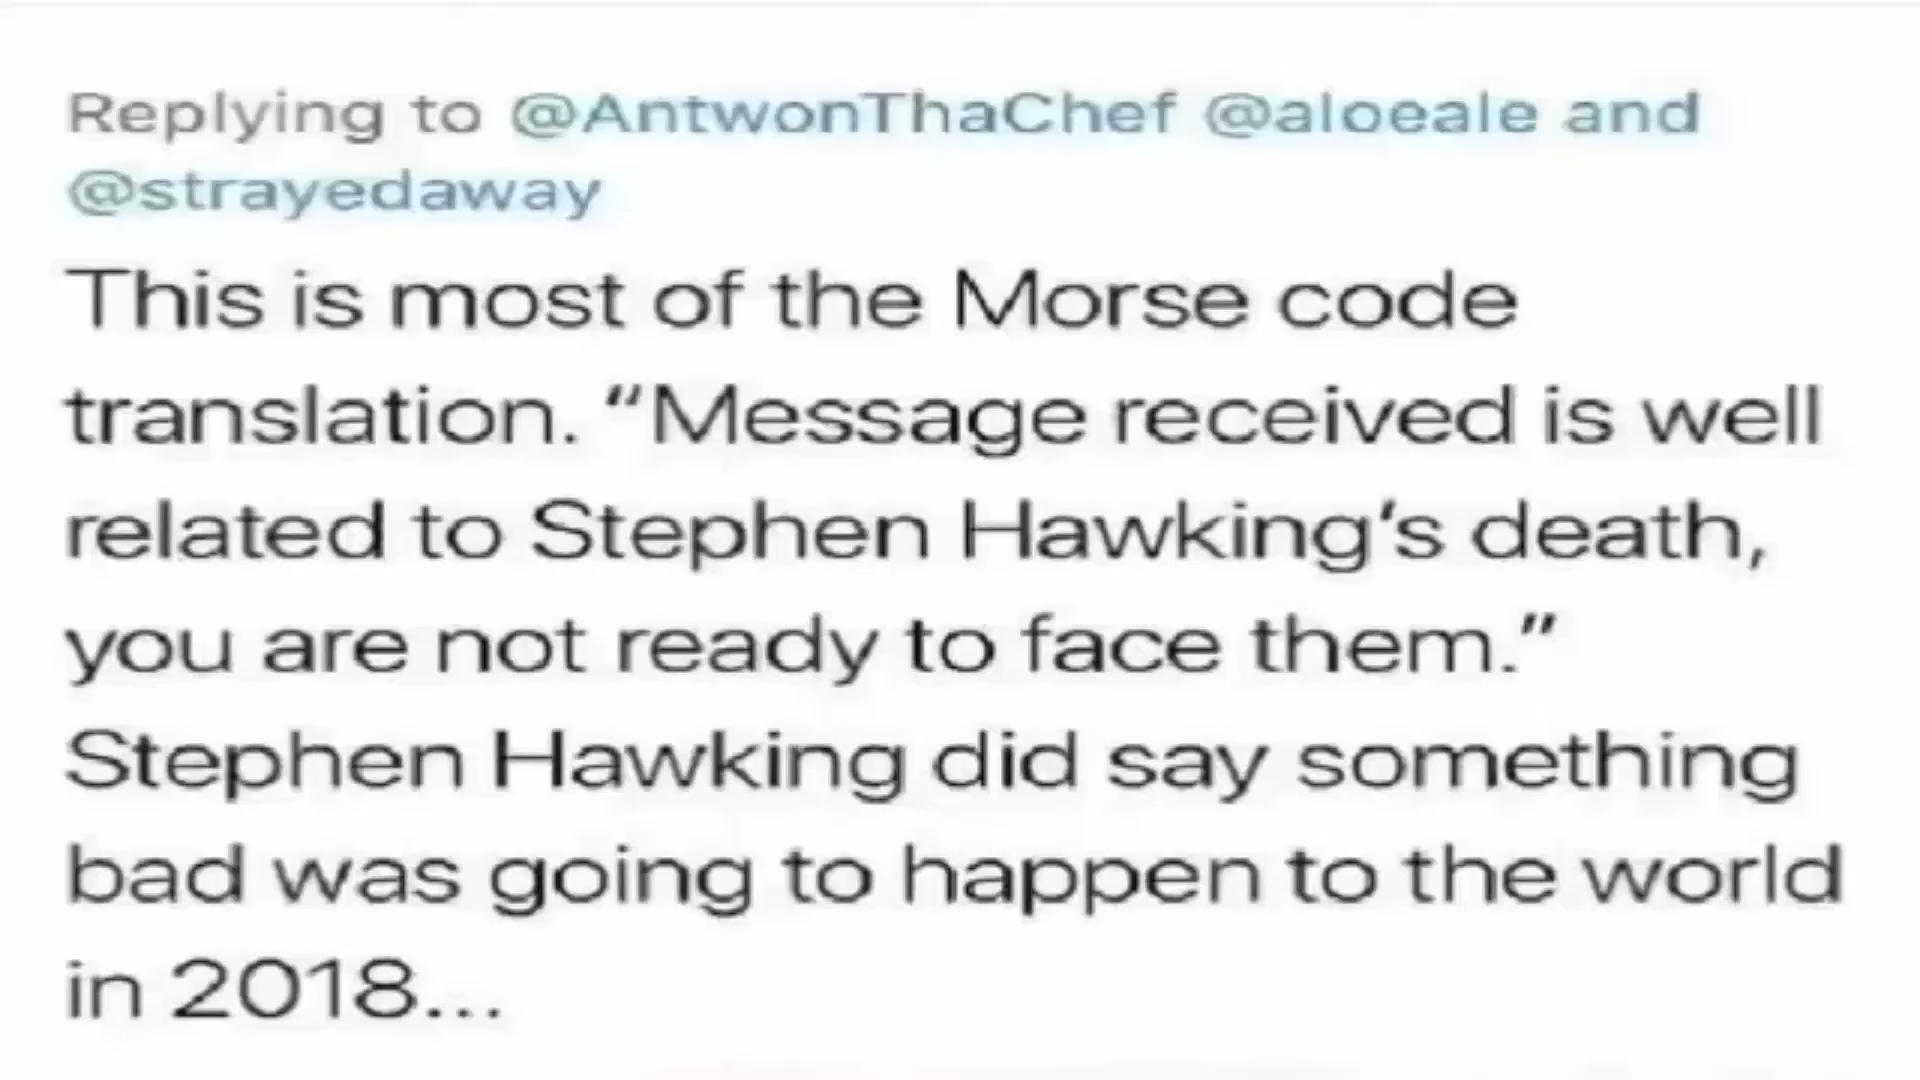 Replying to @AntwonThaChef @aloeale and
@strayedaway
This is most of the Morse code
translation. “Message received is well
related to Stephen Hawking’s death,
you are not ready to face them.”
Stephen Hawking did say something
bad was going to happen to the world
in 2018...